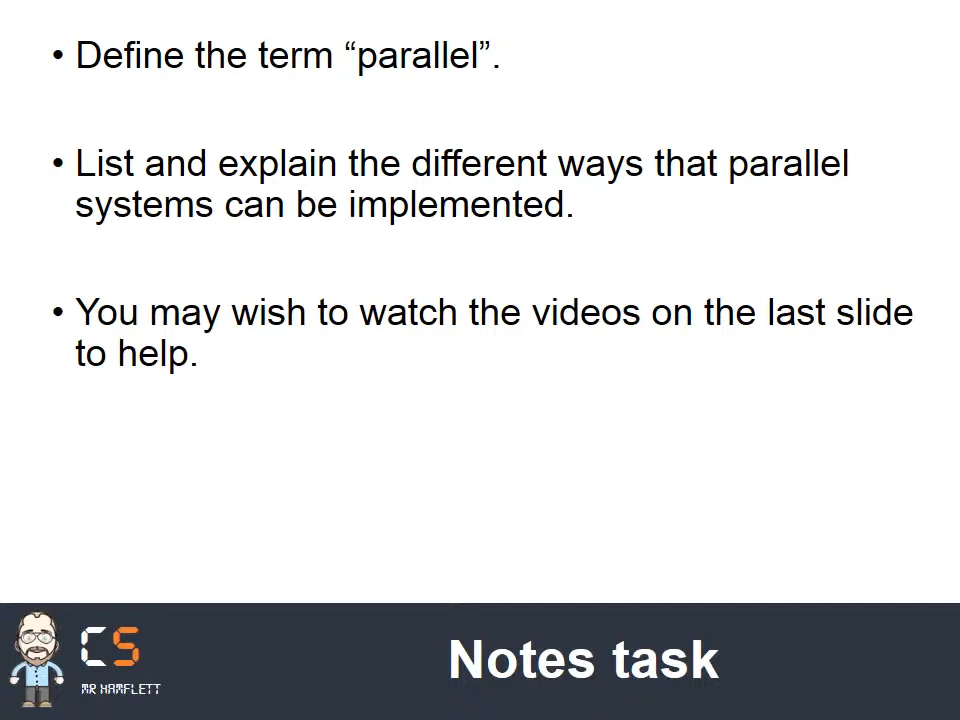 • Define the term “parallel”.
• List and explain the different ways that parallel
systems can be implemented.
• You may wish to watch the videos on the last slide
to help.
CS
MR HAMFLETT
Notes task